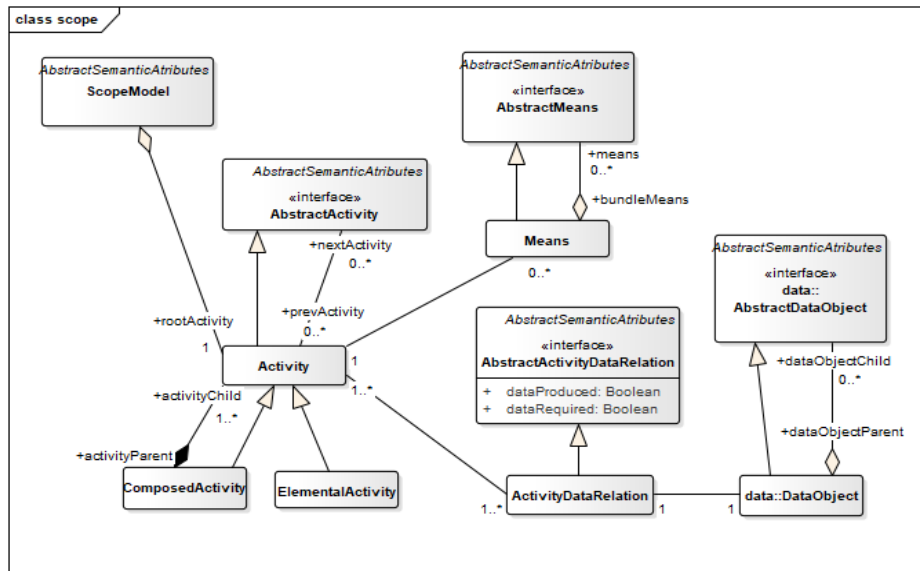 class scope
AbstractSemanticAtributes
ScopeModel
AbstractSemanticAtributes
«interface»
AbstractMeans
+means
0..*
+bundleMeans
Means
0..*
AbstractSemanticAtributes
«interface»
AbstractActivity
+nextActivity
0..*
+prevActivity
0..*
+rootActivity
1
Activity
1
1..*
+activityChild
1..*
+activityParent
ComposedActivity
ElementalActivity
AbstractSemanticAtributes
«interface»
AbstractActivityDataRelation
+ dataProduced: Boolean
+ dataRequired: Boolean
ActivityDataRelation
1..*
1
1
AbstractSemanticAtributes
«interface»
data::
AbstractDataObject
+dataObjectChild
0..*
+dataObjectParent
data::DataObject